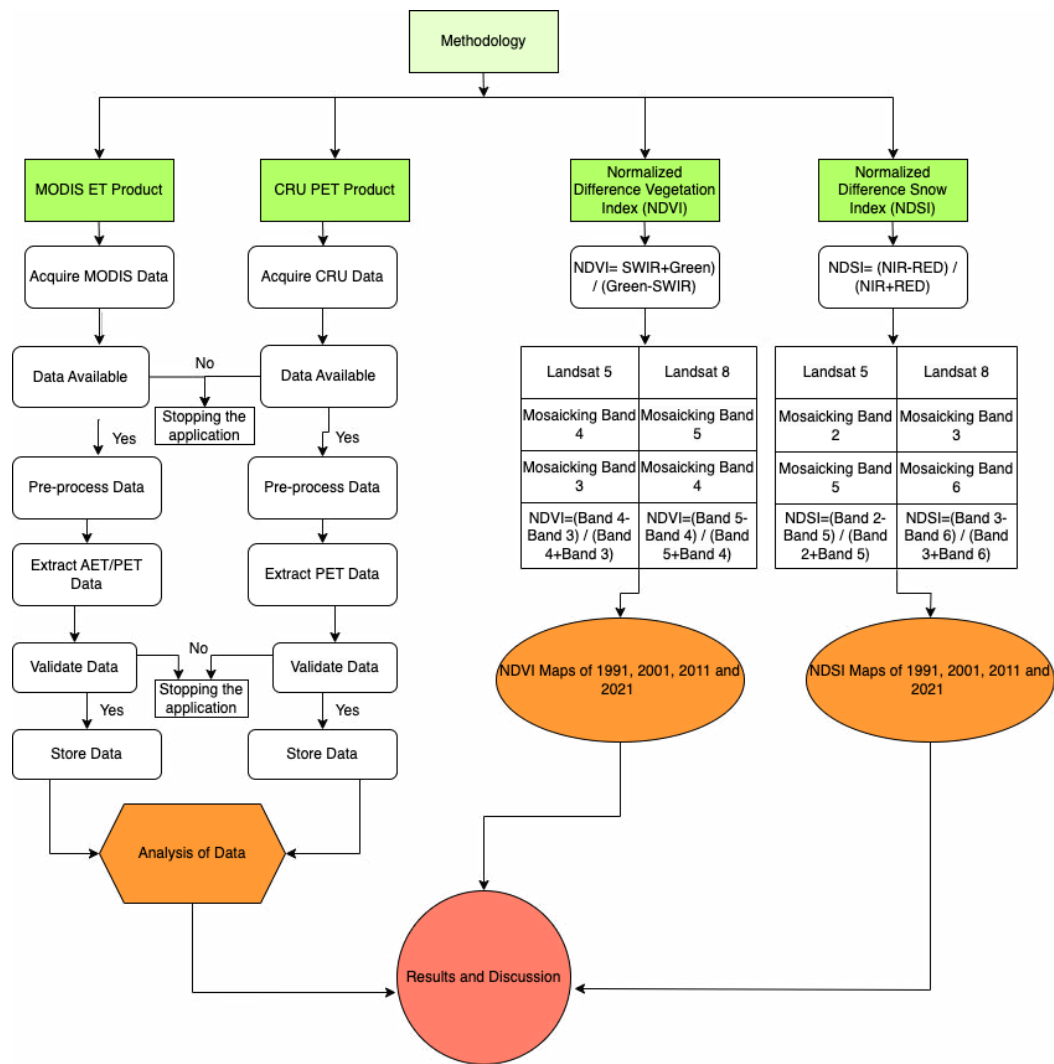 Methodology
MODIS ET Product
CRU PET Product
Normalized
Difference Vegetation
Index (NDVI)
Normalized
Difference Snow
Index (NDSI)
Acquire MODIS Data
Acquire CRU Data
NDVI= SWIR+Green)
/ (Green-SWIR)
NDSI= (NIR-RED) /
(NIR+RED)
Data Available
No
Data Available
Stopping the
application
Yes
Yes
Landsat 5
Landsat 8
Mosaicking Band
4
Mosaicking Band
5
Mosaicking Band
3
Mosaicking Band
4
NDVI=(Band 4-
Band 3) / (Band
4+Band 3)
NDVI=(Band 5-
Band 4) / (Band
5+Band 4)
Landsat 5
Landsat 8
Mosaicking Band
2
Mosaicking Band
3
Mosaicking Band
5
Mosaicking Band
6
NDSI=(Band 2-
Band 5) / (Band
2+Band 5)
NDSI=(Band 3-
Band 6) / (Band
3+Band 6)
Pre-process Data
Pre-process Data
Extract AET/PET
Data
Extract PET Data
Validate Data
No
Validate Data
Stopping the
application
Yes
Yes
Store Data
Store Data
NDVI Maps of 1991, 2001, 2011 and
2021
NDSI Maps of 1991, 2001, 2011 and
2021
Analysis of Data
Results and Discussion